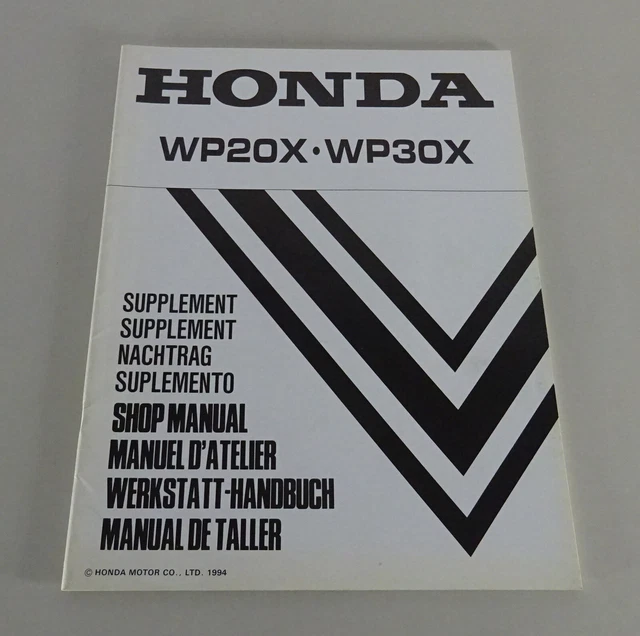 HONDA
WP20X·WP30X
SUPPLEMENT
SUPPLEMENT
NACHTRAG
SUPLEMENTO
SHOP MANUAL
MANUEL D'ATELIER
WERKSTATT-HANDBUCH
MANUAL DE TALLER
© HONDA MOTOR CO., LTD. 1994